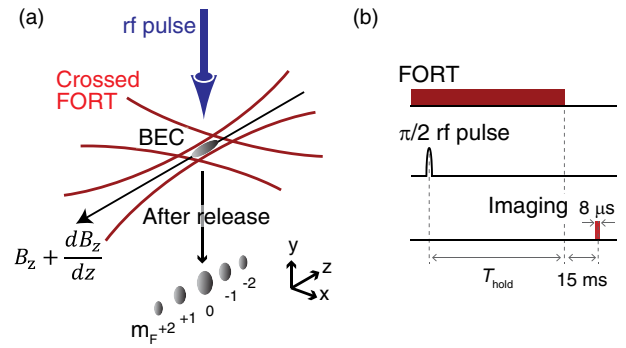 (a)
rf pulse
Crossed
FORT
BEC
After release
B_z + dB_z/dz
y
z
x
m_F +2 +1 0 -1 -2
(b)
FORT
π/2 rf pulse
Imaging
8 μs
T_hold
15 ms